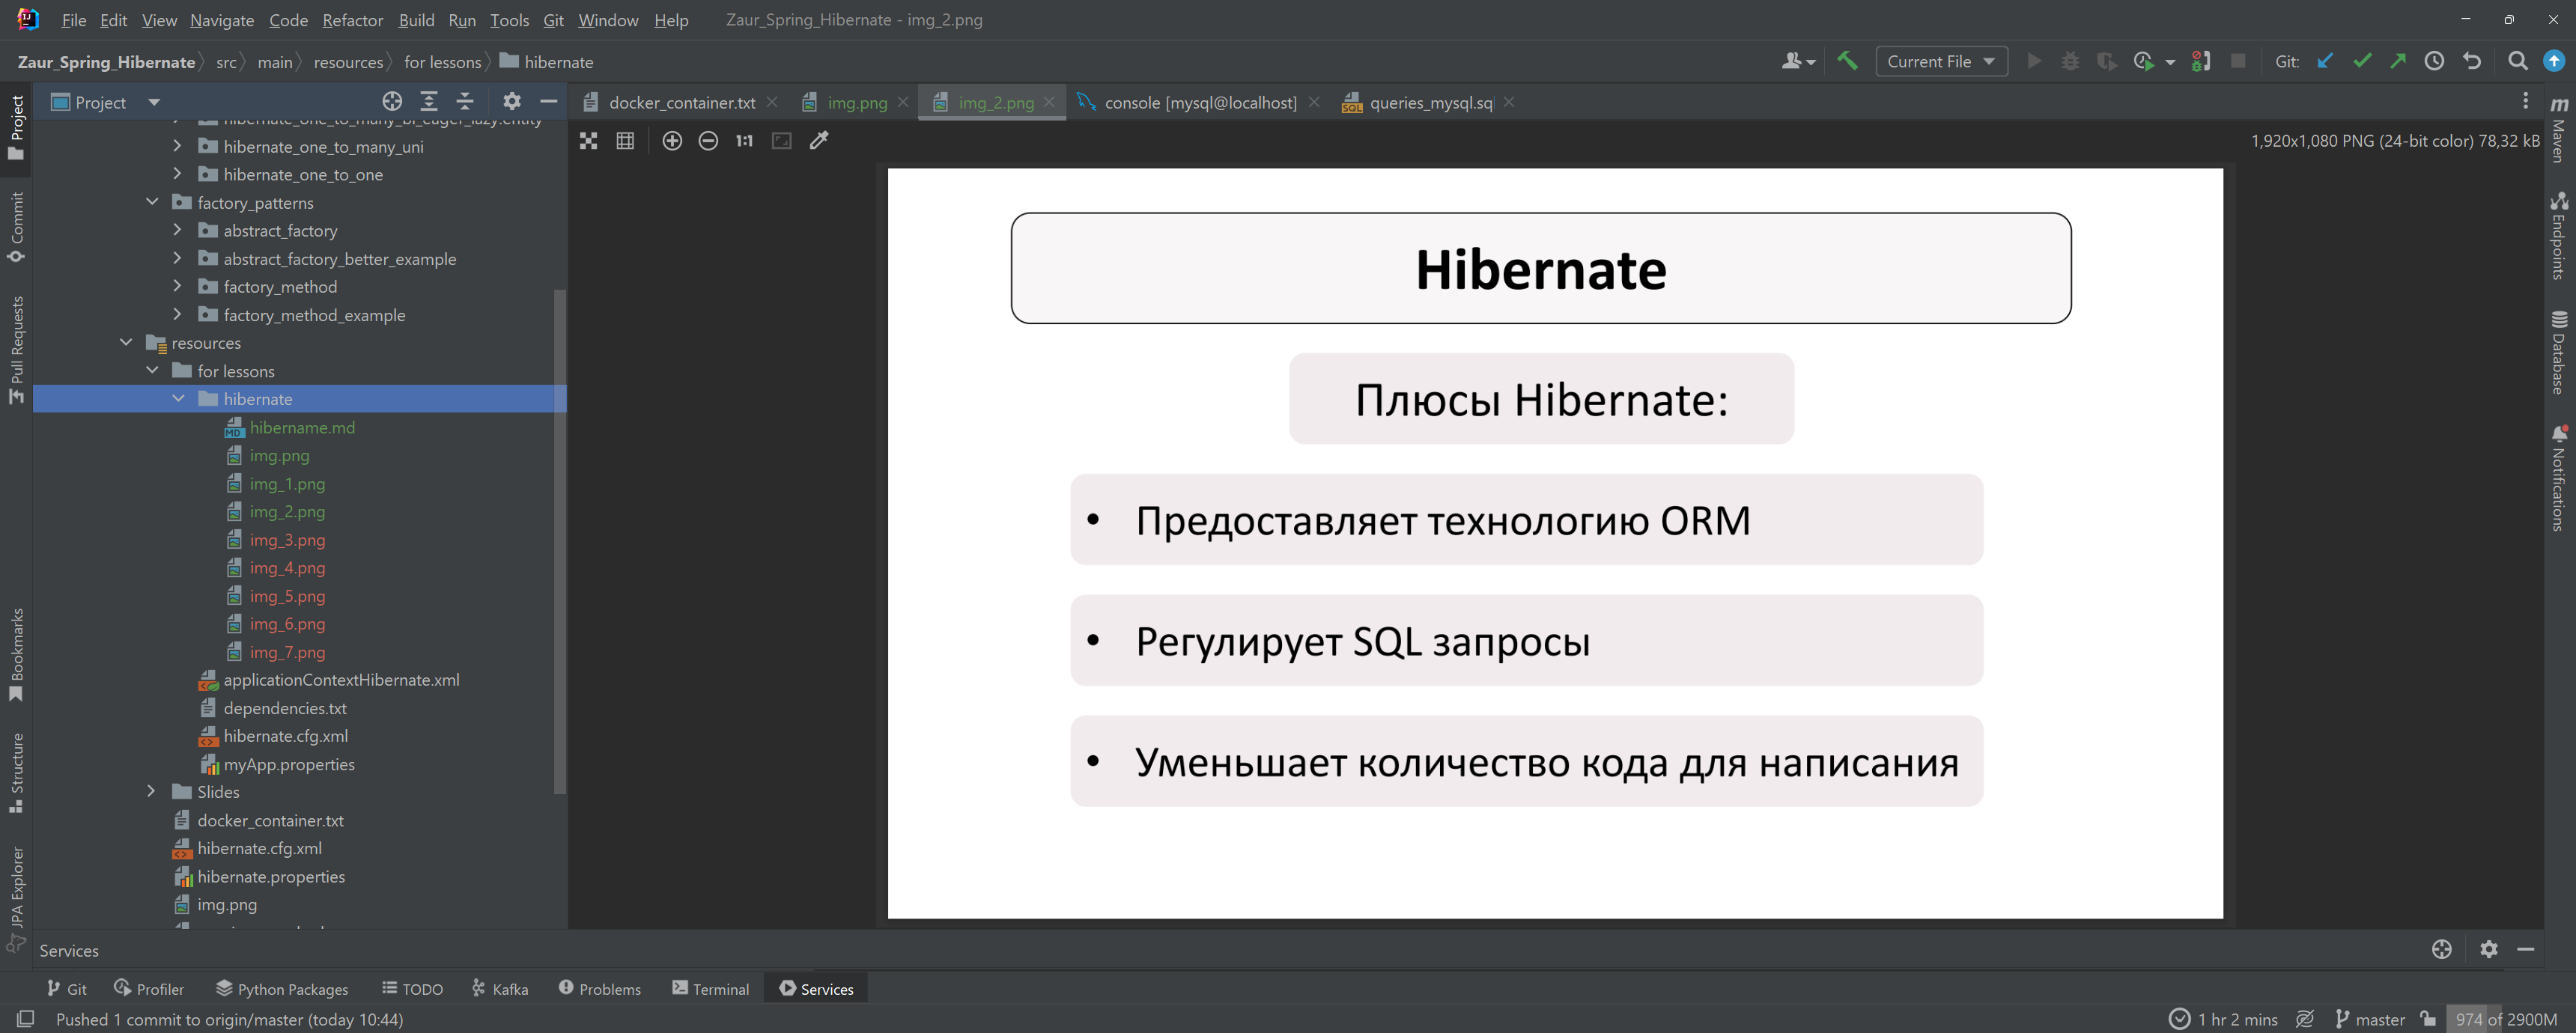 File Edit View Navigate Code Refactor Build Run Tools Git Window Help Zaur_Spring_Hibernate - img_2.png
Zaur_Spring_Hibernate src main resources for lessons hibernate
Current File Git:
Project
docker_container.txt img.png img_2.png console [mysql@localhost] queries_mysql.sql
1,920x1,080 PNG (24-bit color) 78,32 kB
hibernate_one_to_many_bi_eager_lazy.entity
hibernate_one_to_many_uni
hibernate_one_to_one
factory_patterns
abstract_factory
abstract_factory_better_example
factory_method
factory_method_example
resources
for lessons
hibernate
hibername.md
img.png
img_1.png
img_2.png
img_3.png
img_4.png
img_5.png
img_6.png
img_7.png
applicationContextHibernate.xml
dependencies.txt
hibernate.cfg.xml
myApp.properties
Slides
docker_container.txt
hibernate.cfg.xml
hibernate.properties
img.png
Hibernate
Плюсы Hibernate:
• Предоставляет технологию ORM
• Регулирует SQL запросы
• Уменьшает количество кода для написания
Project
Commit
Pull Requests
Bookmarks
Structure
JPA Explorer
Maven
Endpoints
Database
Notifications
Services
Git Profiler Python Packages TODO Kafka Problems Terminal Services
Pushed 1 commit to origin/master (today 10:44)
1 hr 2 mins master 974 of 2900M